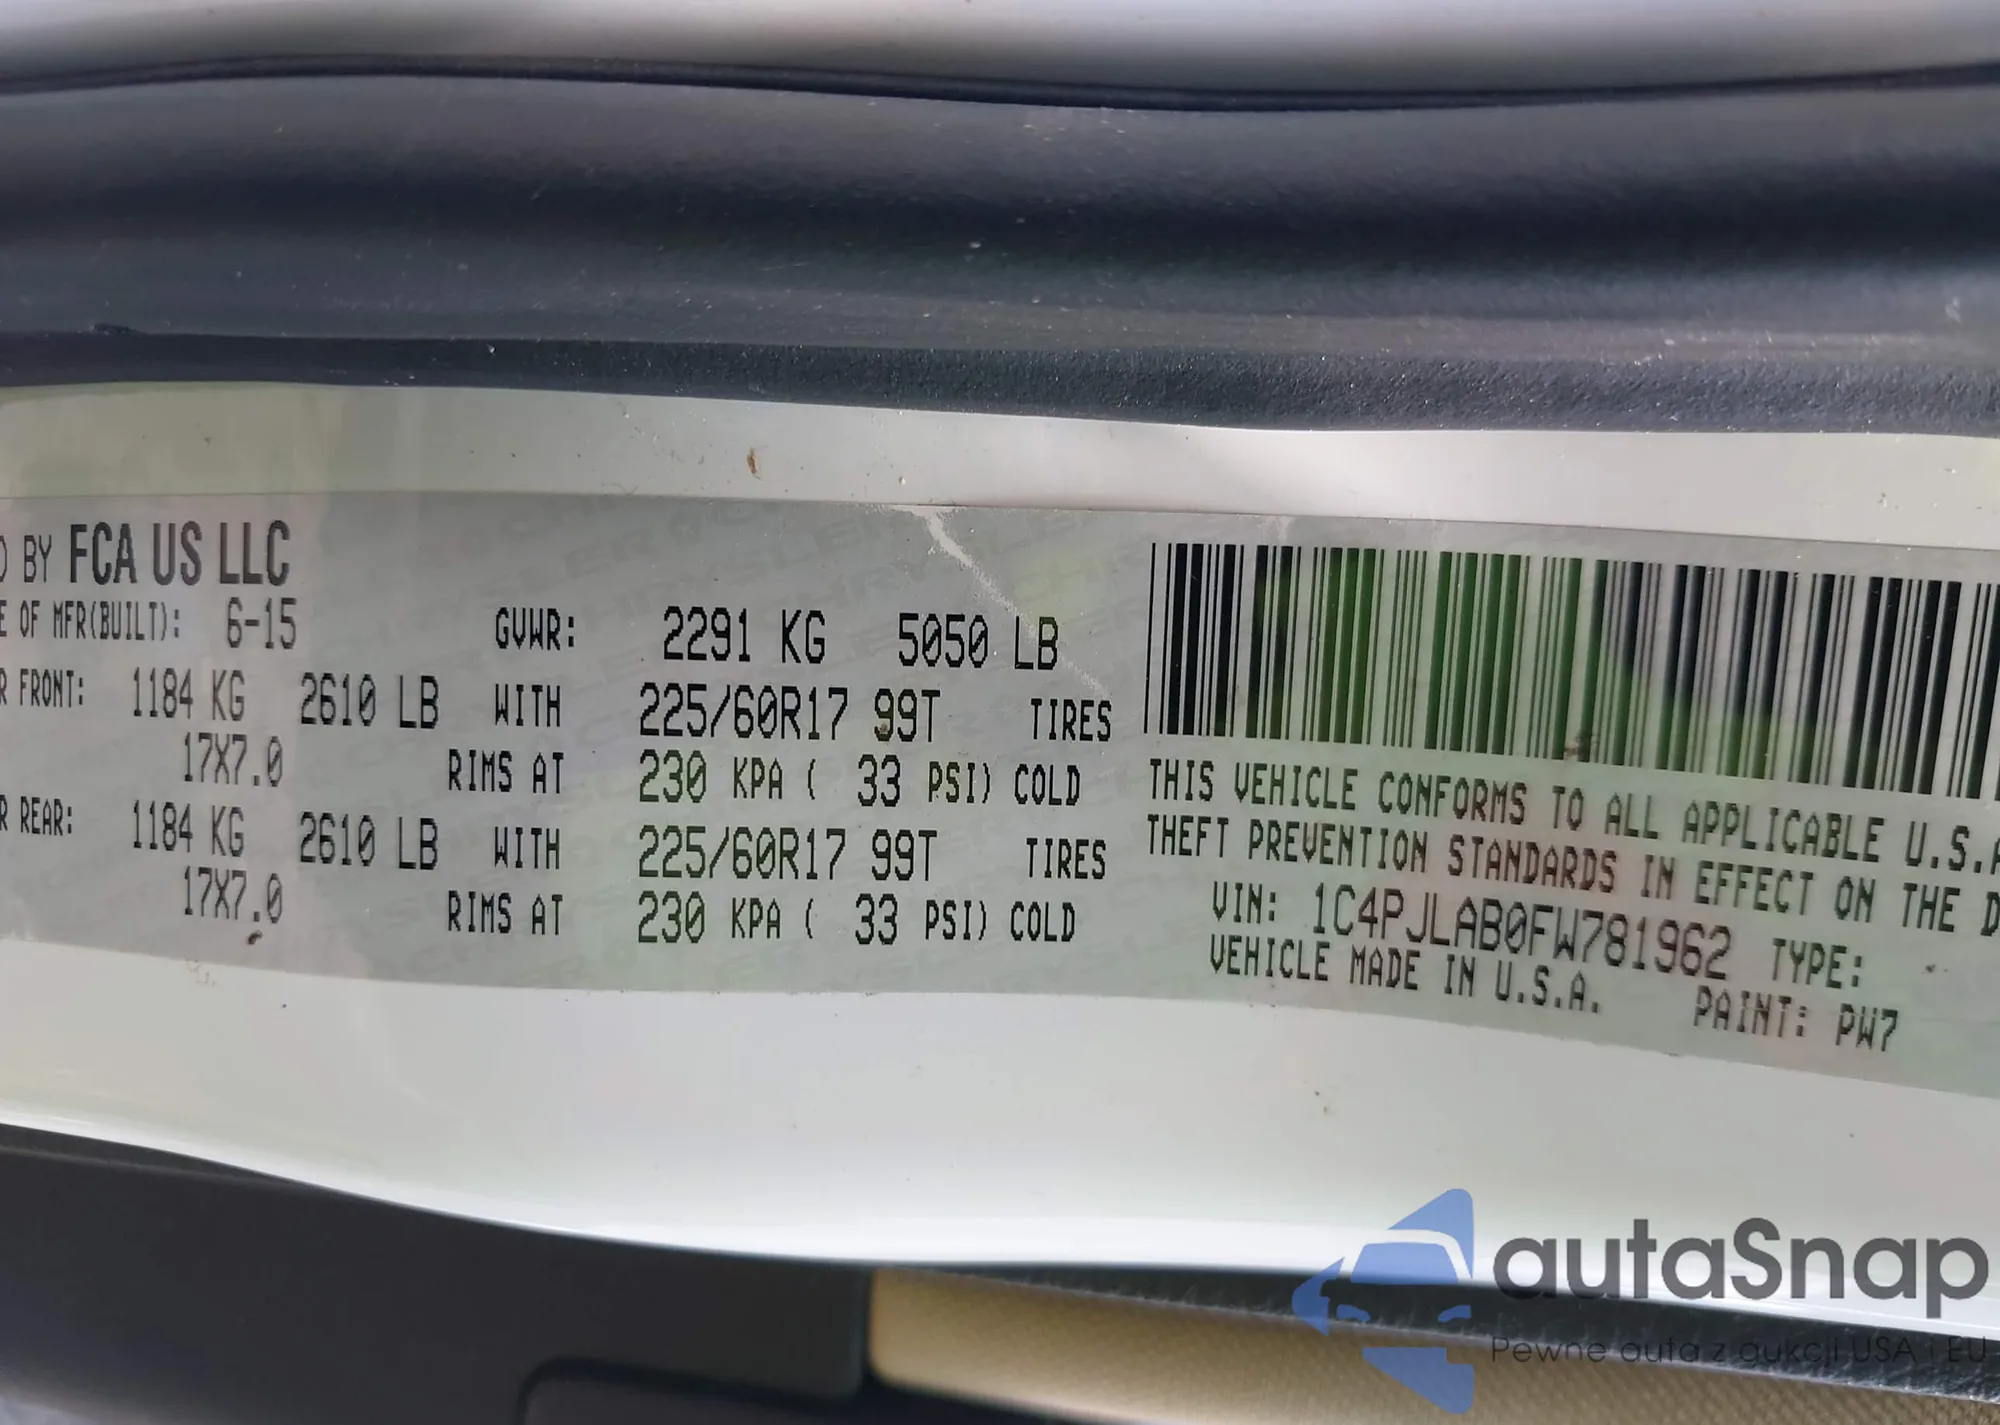 D BY FCA US LLC
E OF MFR(BUILT): 6-15 GVWR: 2291 KG 5050 LB
R FRONT: 1184 KG 2610 LB WITH 225/60R17 99T TIRES
17X7.0 RIMS AT 230 KPA ( 33 PSI) COLD
R REAR: 1184 KG 2610 LB WITH 225/60R17 99T TIRES
17X7.0 RIMS AT 230 KPA ( 33 PSI) COLD
THIS VEHICLE CONFORMS TO ALL APPLICABLE U.S.A
THEFT PREVENTION STANDARDS IN EFFECT ON THE D
VIN: 1C4PJLAB0FW781962 TYPE:
VEHICLE MADE IN U.S.A. PAINT: PW7
autaSnap
Pewne auta z aukcji USA i EU